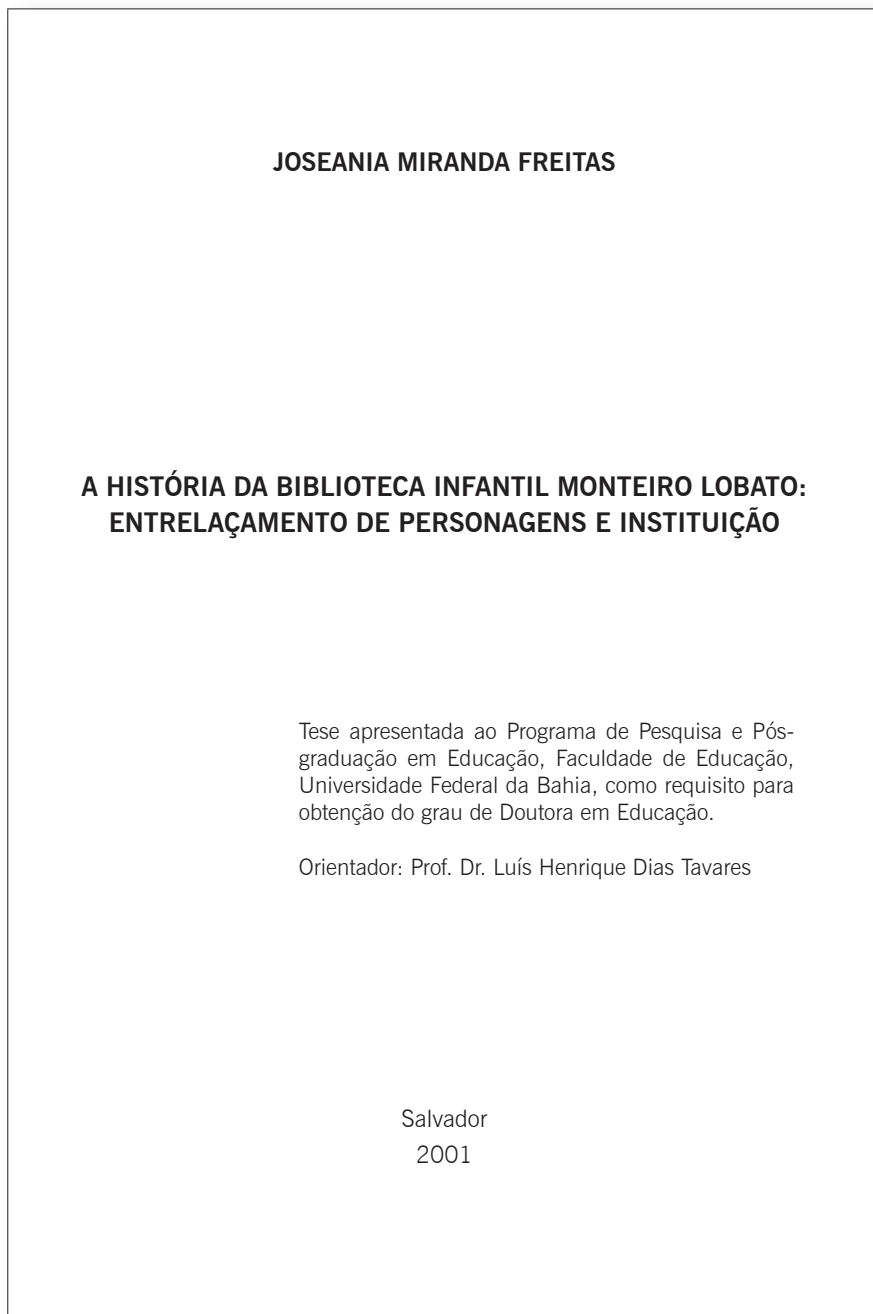 JOSEANIA MIRANDA FREITAS
A HISTÓRIA DA BIBLIOTECA INFANTIL MONTEIRO LOBATO:
ENTRELAÇAMENTO DE PERSONAGENS E INSTITUIÇÃO
Tese apresentada ao Programa de Pesquisa e Pós-
graduação em Educação, Faculdade de Educação,
Universidade Federal da Bahia, como requisito para
obtenção do grau de Doutora em Educação.
Orientador: Prof. Dr. Luís Henrique Dias Tavares
Salvador
2001